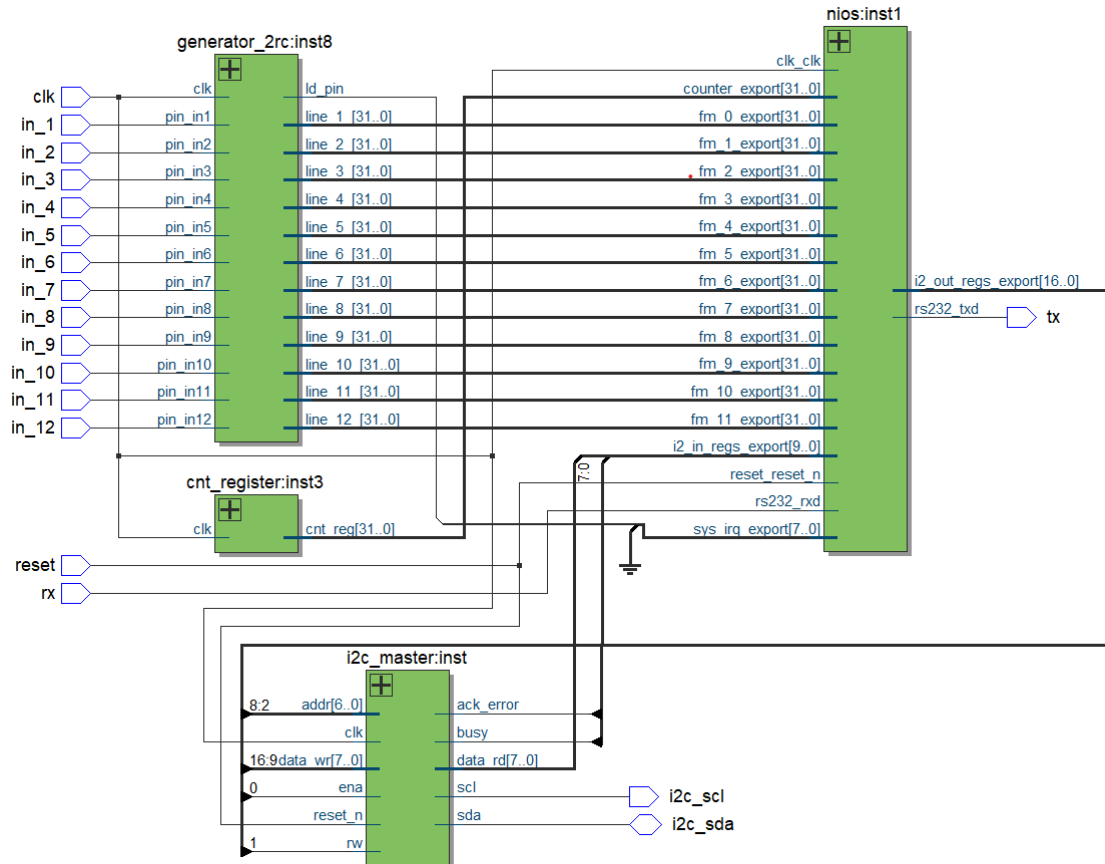 nios:inst1
generator_2rc:inst8
clk_clk
clk clk ld_pin counter_export[31..0]
in_1 pin_in1 line_1 [31..0] fm_0_export[31..0]
in_2 pin_in2 line_2 [31..0] fm_1_export[31..0]
in_3 pin_in3 line_3 [31..0] fm_2_export[31..0]
in_4 pin_in4 line_4 [31..0] fm_3_export[31..0]
in_5 pin_in5 line_5 [31..0] fm_4_export[31..0]
in_6 pin_in6 line_6 [31..0] fm_5_export[31..0]
in_7 pin_in7 line_7 [31..0] fm_6_export[31..0] i2_out_regs_export[16..0]
in_8 pin_in8 line_8 [31..0] fm_7_export[31..0] rs232_txd tx
in_9 pin_in9 line_9 [31..0] fm_8_export[31..0]
in_10 pin_in10 line_10 [31..0] fm_9_export[31..0]
in_11 pin_in11 line_11 [31..0] fm_10_export[31..0]
in_12 pin_in12 line_12 [31..0] fm_11_export[31..0]
i2_in_regs_export[9..0]
7:0
cnt_register:inst3 reset_reset_n
rs232_rxd
clk cnt_reg[31..0] sys_irq_export[7..0]
reset
rx
i2c_master:inst
8:2 addr[6..0] ack_error
clk busy
16:9 data_wr[7..0] data_rd[7..0]
0 ena scl i2c_scl
reset_n sda i2c_sda
1 rw